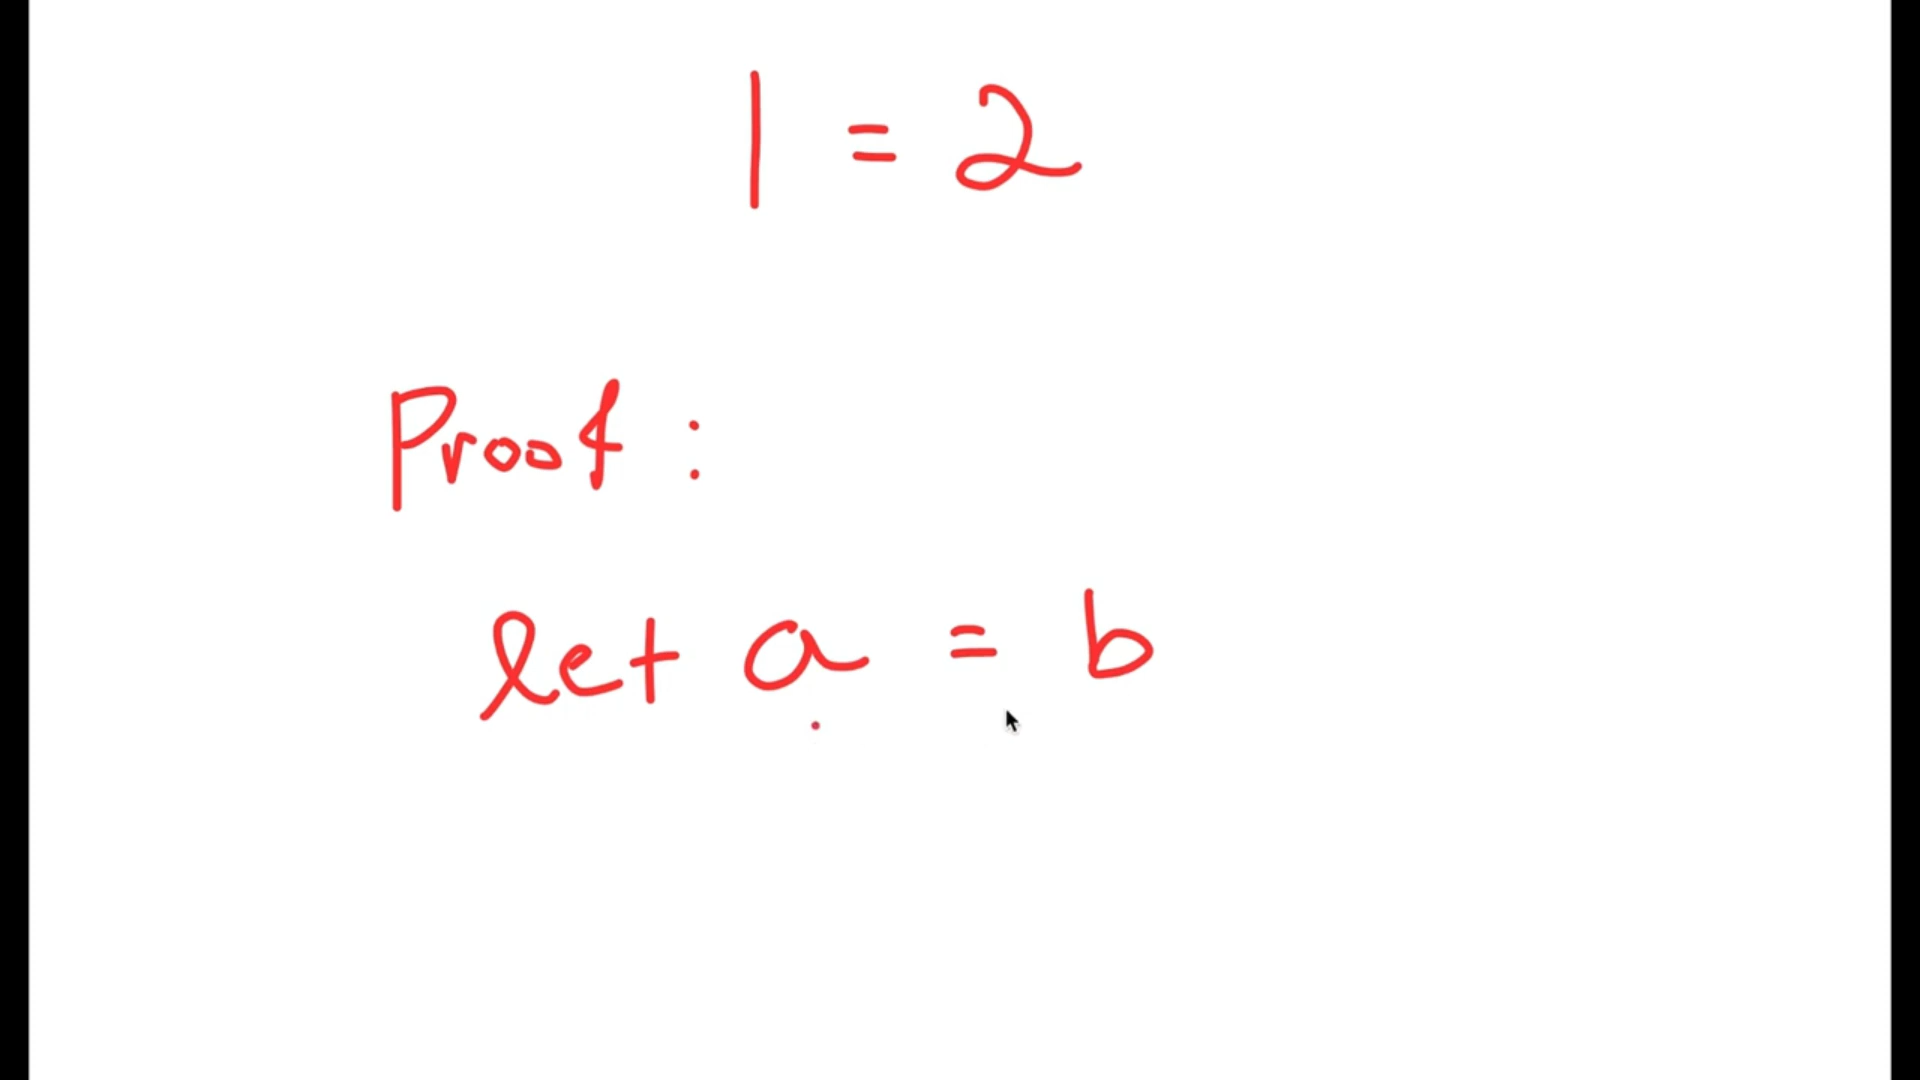 1 = 2
Proof :
let a = b